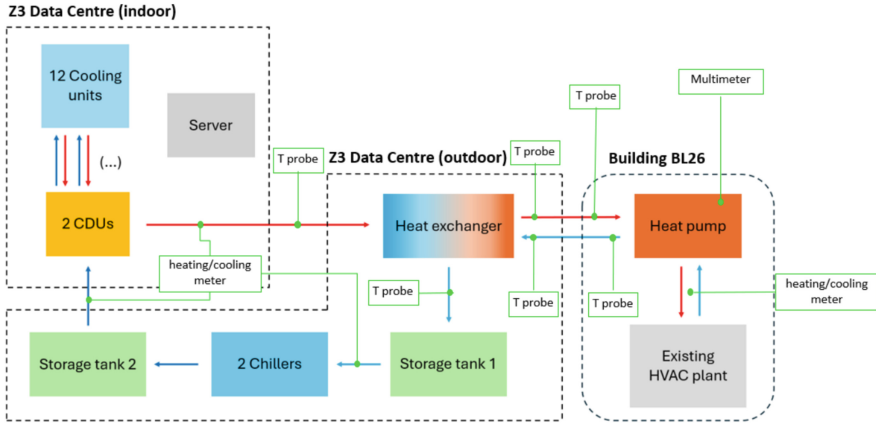 Z3 Data Centre (indoor)
12 Cooling
units
Server
(...)
2 CDUs
T probe
heating/cooling
meter
Z3 Data Centre (outdoor)
T probe
T probe
Multimeter
Building BL26
Heat exchanger
Heat pump
T probe
T probe
T probe
heating/cooling
meter
Storage tank 2
2 Chillers
Storage tank 1
Existing
HVAC plant